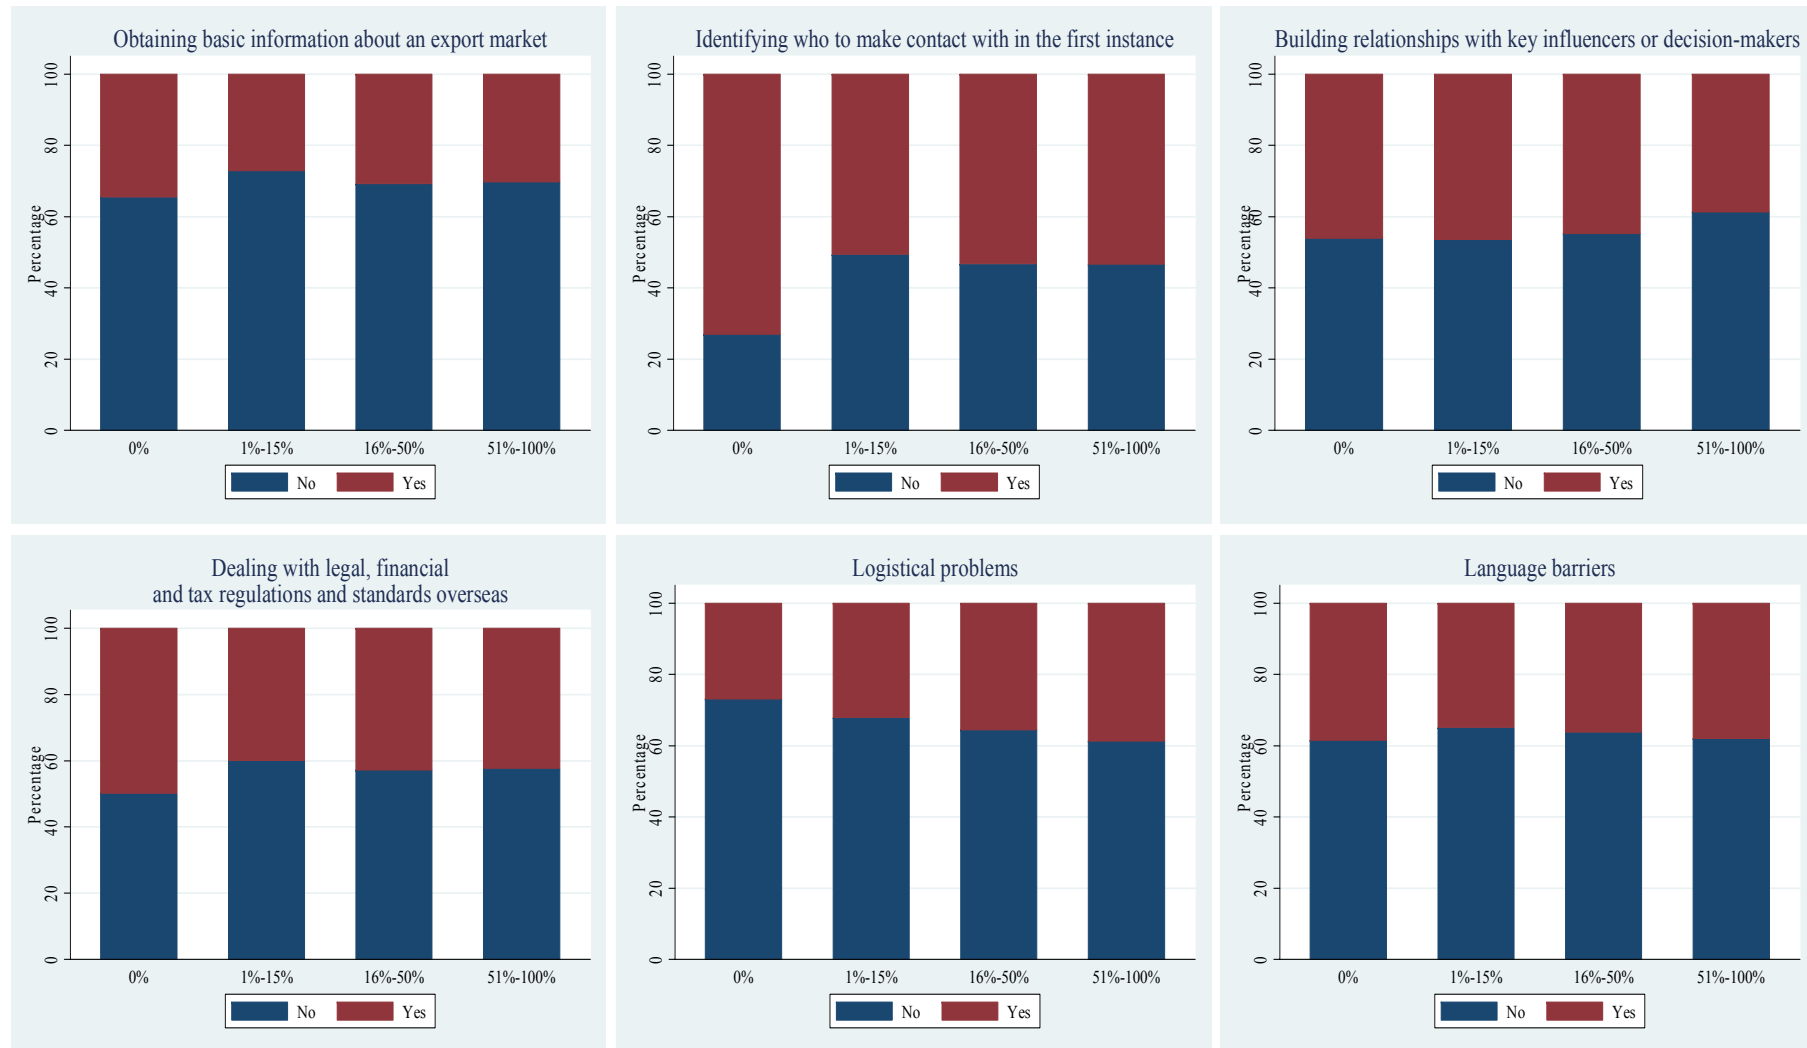 Obtaining basic information about an export market
Percentage
0 20 40 60 80 100
0% 1%-15% 16%-50% 51%-100%
No Yes
Identifying who to make contact with in the first instance
Percentage
0 20 40 60 80 100
0% 1%-15% 16%-50% 51%-100%
No Yes
Building relationships with key influencers or decision-makers
Percentage
0 20 40 60 80 100
0% 1%-15% 16%-50% 51%-100%
No Yes
Dealing with legal, financial
and tax regulations and standards overseas
Percentage
0 20 40 60 80 100
0% 1%-15% 16%-50% 51%-100%
No Yes
Logistical problems
Percentage
0 20 40 60 80 100
0% 1%-15% 16%-50% 51%-100%
No Yes
Language barriers
Percentage
0 20 40 60 80 100
0% 1%-15% 16%-50% 51%-100%
No Yes